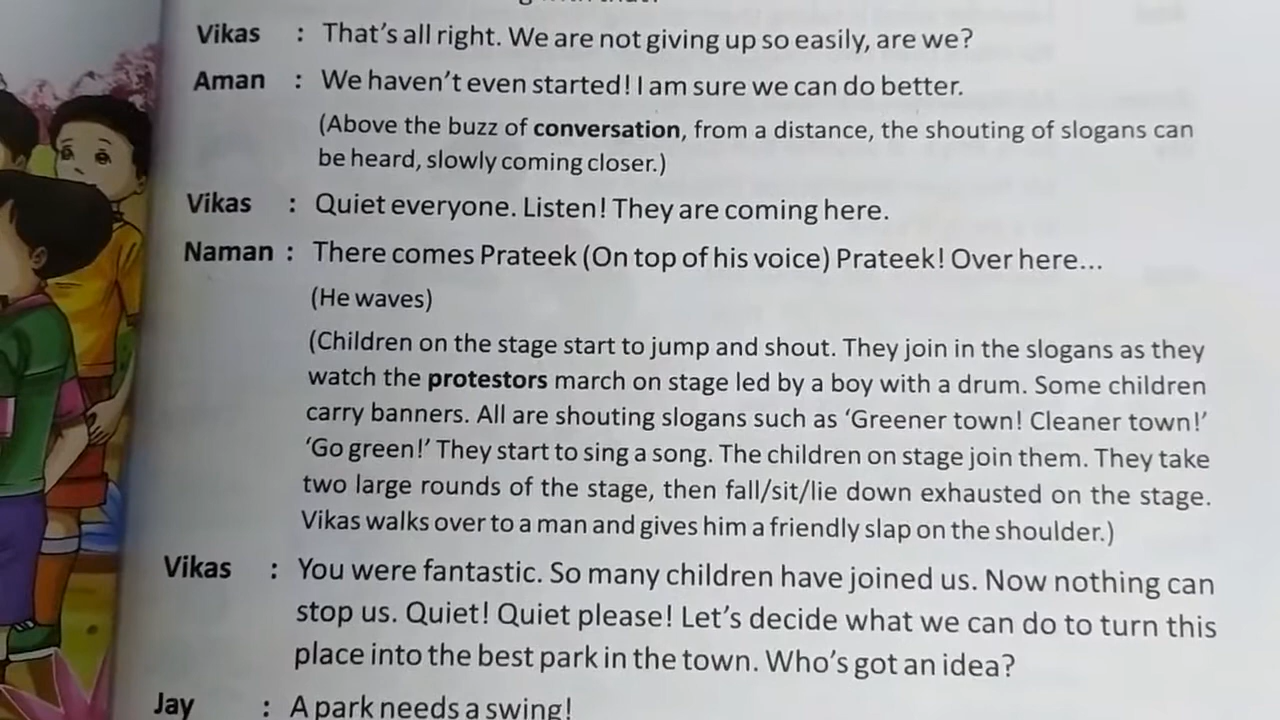 Vikas : That's all right. We are not giving up so easily, are we?
Aman : We haven't even started! I am sure we can do better.
(Above the buzz of conversation, from a distance, the shouting of slogans can
be heard, slowly coming closer.)
Vikas : Quiet everyone. Listen! They are coming here.
Naman : There comes Prateek (On top of his voice) Prateek! Over here...
(He waves)
(Children on the stage start to jump and shout. They join in the slogans as they
watch the protestors march on stage led by a boy with a drum. Some children
carry banners. All are shouting slogans such as 'Greener town! Cleaner town!'
'Go green!' They start to sing a song. The children on stage join them. They take
two large rounds of the stage, then fall/sit/lie down exhausted on the stage.
Vikas walks over to a man and gives him a friendly slap on the shoulder.)
Vikas : You were fantastic. So many children have joined us. Now nothing can
stop us. Quiet! Quiet please! Let's decide what we can do to turn this
place into the best park in the town. Who's got an idea?
Jay : A park needs a swing!